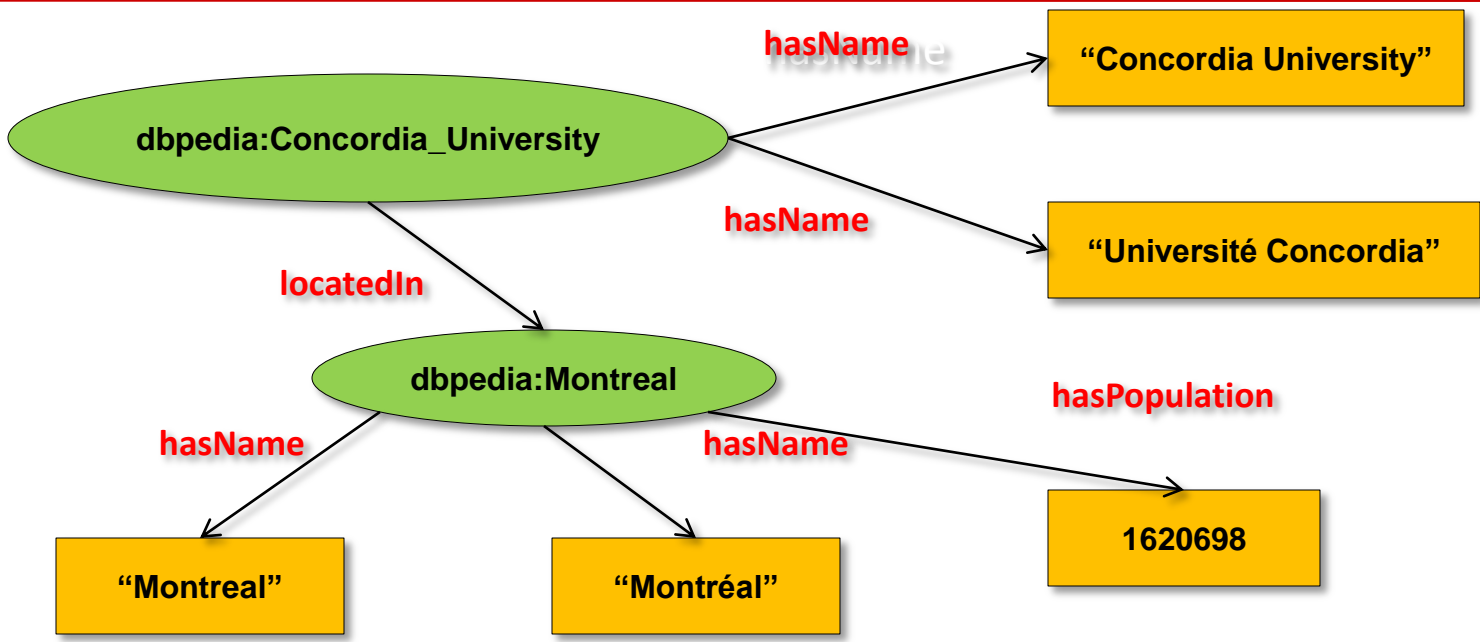 hasName
“Concordia University”
dbpedia:Concordia_University
hasName
“Université Concordia”
locatedIn
dbpedia:Montreal
hasPopulation
hasName
hasName
1620698
“Montreal”
“Montréal”